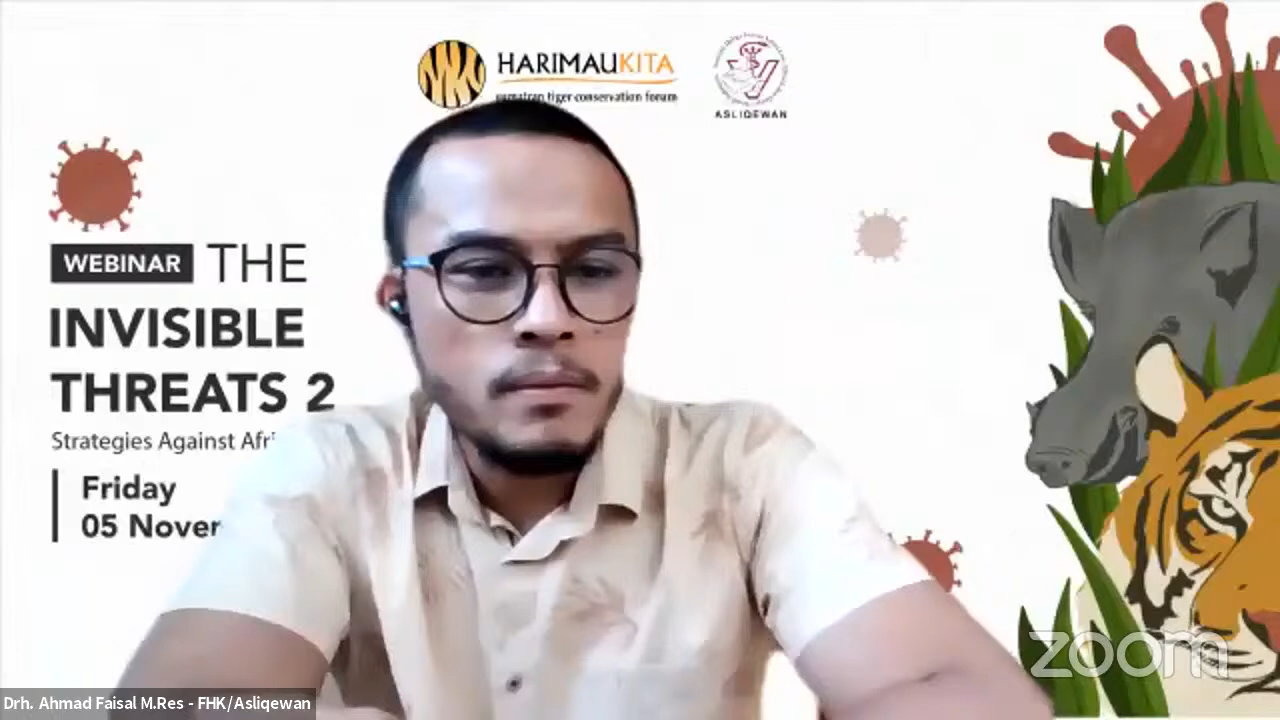 HARIMAUKITA
sumatran tiger conservation forum
ASLIQEWAN
WEBINAR THE
INVISIBLE
THREATS 2
Strategies Against Afri
Friday
05 Nover
zoom
Drh. Ahmad Faisal M.Res - FHK/Asliqewan